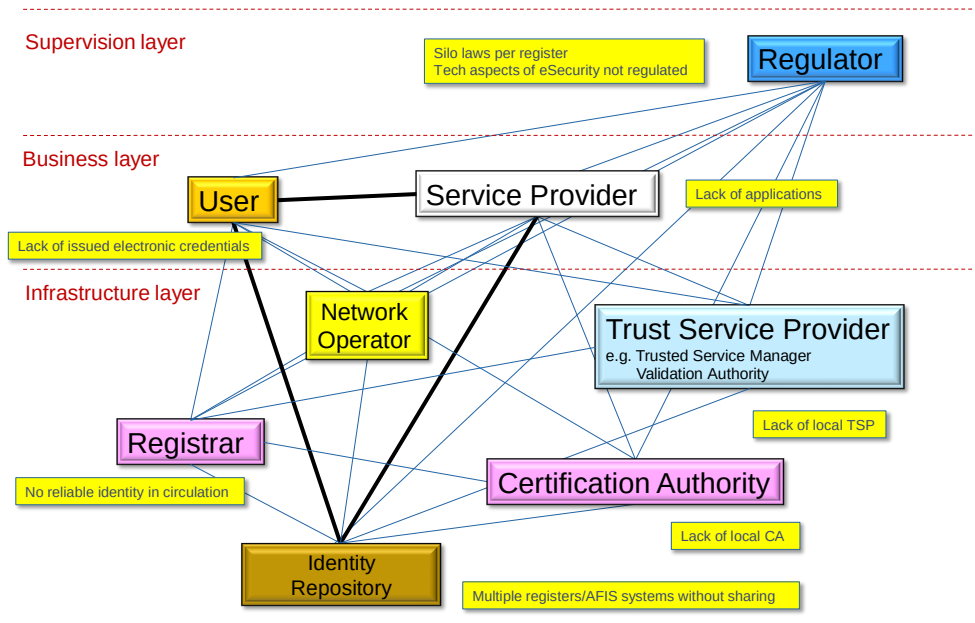 Supervision layer
Silo laws per register
Tech aspects of eSecurity not regulated
Regulator
Business layer
User
Service Provider
Lack of applications
Lack of issued electronic credentials
Infrastructure layer
Network
Operator
Trust Service Provider
e.g. Trusted Service Manager
Validation Authority
Lack of local TSP
Registrar
Certification Authority
No reliable identity in circulation
Lack of local CA
Identity
Repository
Multiple registers/AFIS systems without sharing